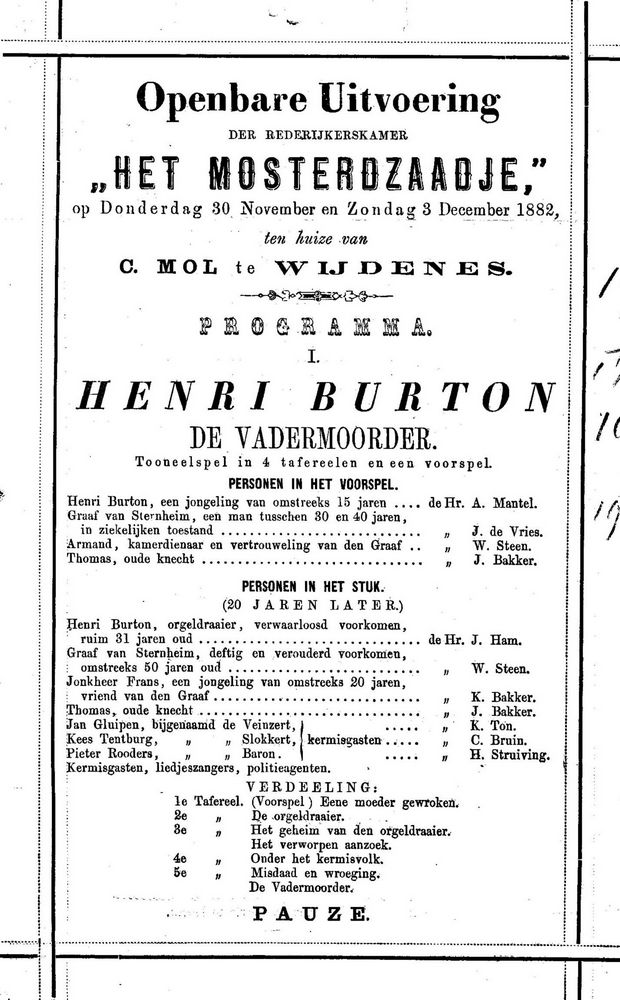 Openbare Uitvoering
DER REDERIJKERSKAMER
„HET MOSTERDZAADJE,”
op Donderdag 30 November en Zondag 3 December 1882,
ten huize van
C. MOL te WIJDENES.
PROGRAMMA.
I.
HENRI BURTON
DE VADERMOORDER.
Tooneelspel in 4 tafereelen en een voorspel.
PERSONEN IN HET VOORSPEL.
Henri Burton, een jongeling van omstreeks 15 jaren .... de Hr. A. Mantel.
Graaf van Sternheim, een man tusschen 30 en 40 jaren,
in ziekelijken toestand ............................ „ J. de Vries.
Armand, kamerdienaar en vertrouweling van den Graaf .. „ W. Steen.
Thomas, oude knecht .............................. „ J. Bakker.
PERSONEN IN HET STUK.
(20 JAREN LATER.)
Henri Burton, orgeldraaier, verwaarloosd voorkomen,
ruim 31 jaren oud .............................. de Hr. J. Ham.
Graaf van Sternheim, deftig en verouderd voorkomen,
omstreeks 50 jaren oud .......................... „ W. Steen.
Jonkheer Frans, een jongeling van omstreeks 20 jaren,
vriend van den Graaf ............................ „ K. Bakker.
Thomas, oude knecht .............................. „ J. Bakker.
Jan Gluipen, bijgenaamd de Veinzert, ..... „ K. Ton.
Kees Tentburg, „ „ Slokkert, kermisgasten ..... „ C. Bruin.
Pieter Rooders, „ „ Baron. ..... „ H. Struiving.
Kermisgasten, liedjeszangers, politieagenten.
VERDEELING:
1e Tafereel. (Voorspel) Eene moeder gewroken.
2e „ De orgeldraaier.
3e „ Het geheim van den orgeldraaier.
Het verworpen aanzoek.
4e „ Onder het kermisvolk.
5e „ Misdaad en wroeging.
De Vadermoorder.
PAUZE.